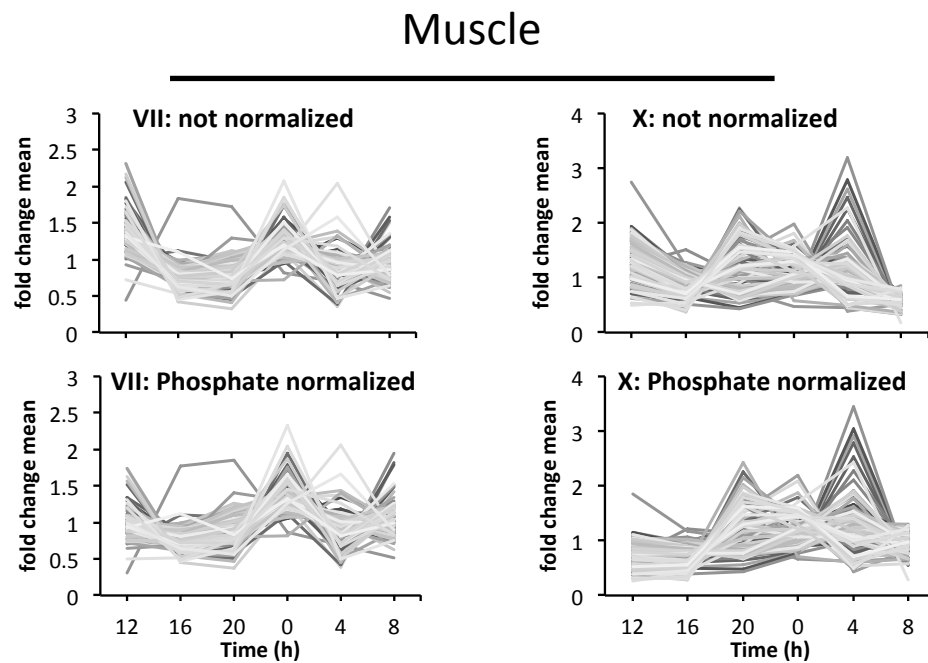 Muscle
VII: not normalized
fold change mean
3
2.5
2
1.5
1
0.5
0
X: not normalized
fold change mean
4
3
2
1
0
VII: Phosphate normalized
fold change mean
3
2.5
2
1.5
1
0.5
0
12 16 20 0 4 8
Time (h)
X: Phosphate normalized
fold change mean
4
3
2
1
0
12 16 20 0 4 8
Time (h)